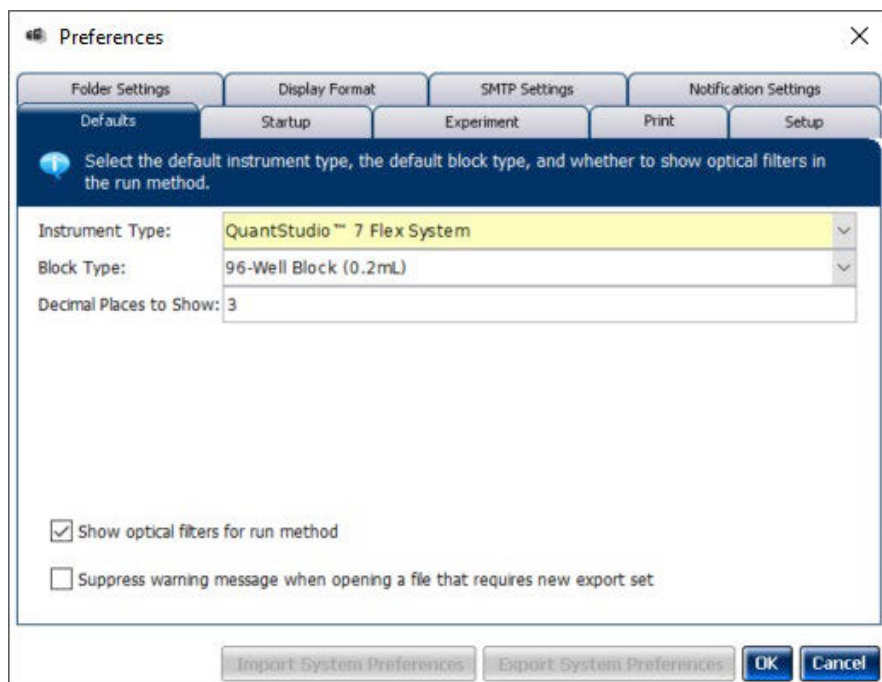 Preferences
Folder Settings
Display Format
SMTP Settings
Notification Settings
Defaults
Startup
Experiment
Print
Setup
Select the default instrument type, the default block type, and whether to show optical filters in
the run method.
Instrument Type: QuantStudio™ 7 Flex System
Block Type: 96-Well Block (0.2mL)
Decimal Places to Show: 3
Show optical filters for run method
Suppress warning message when opening a file that requires new export set
Import System Preferences
Export System Preferences
OK
Cancel